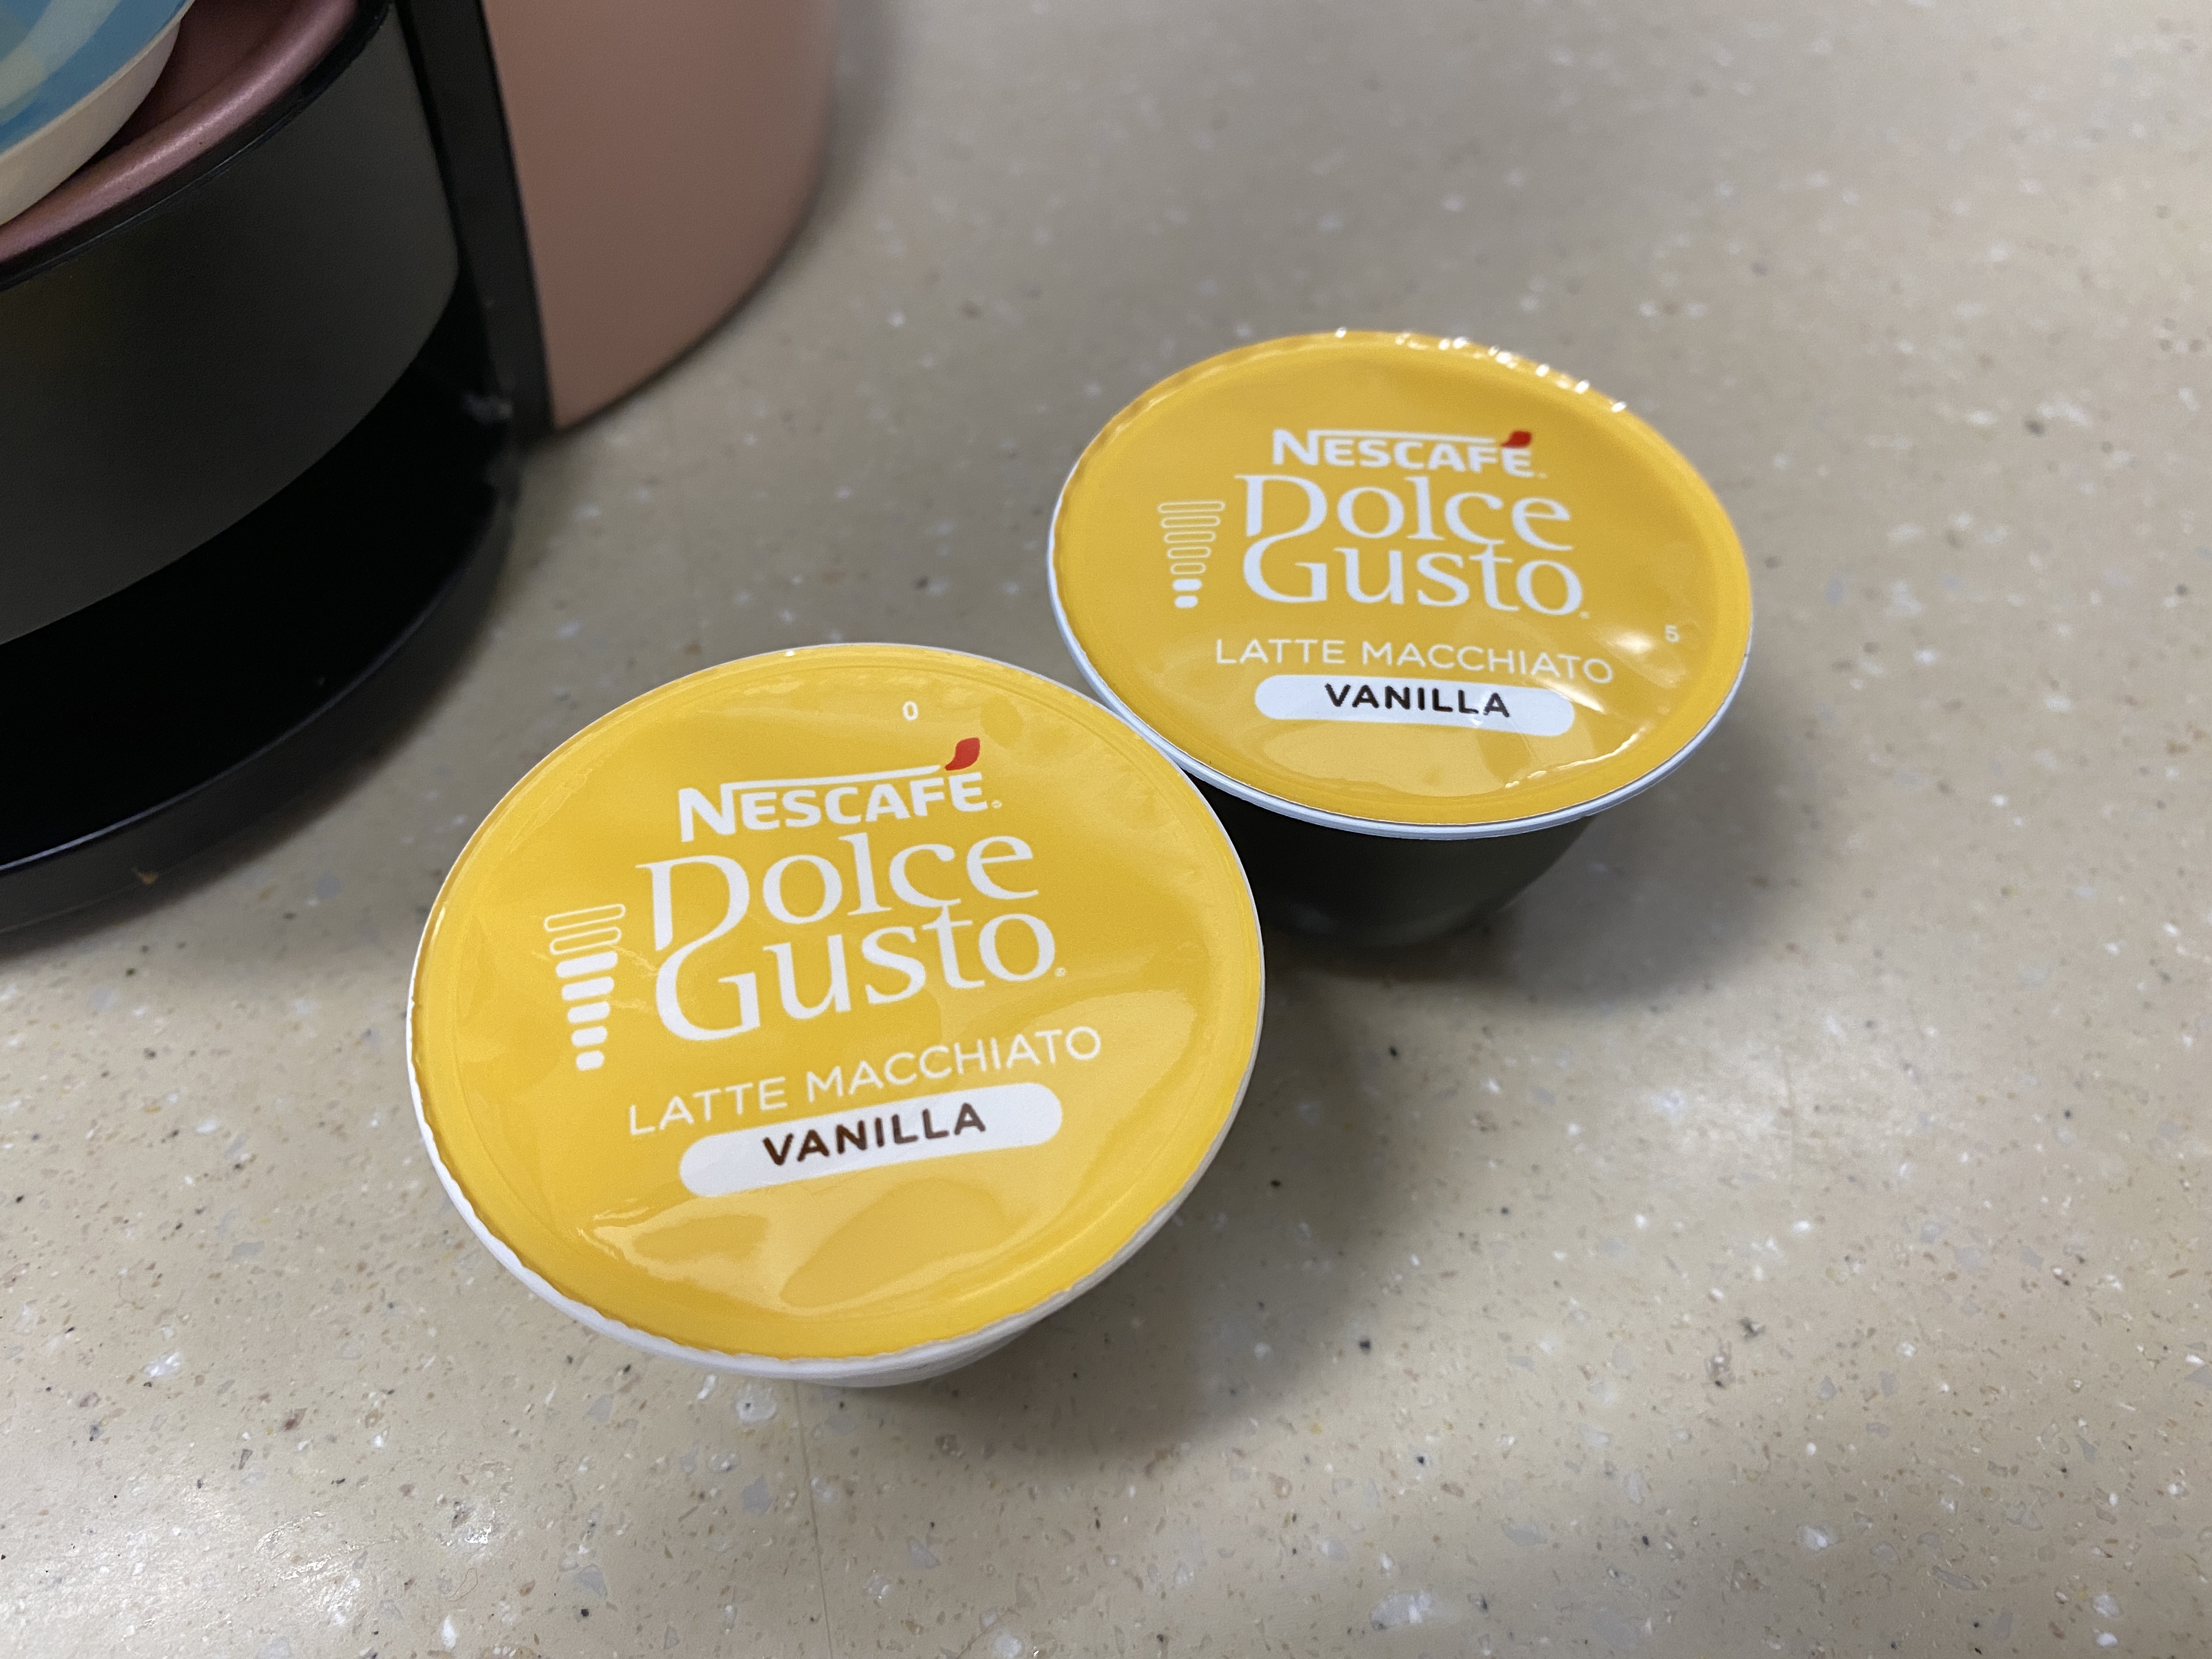 NESCAFÉ
Dolce
Gusto
LATTE MACCHIATO
VANILLA
5
0
NESCAFÉ
Dolce
Gusto
LATTE MACCHIATO
VANILLA